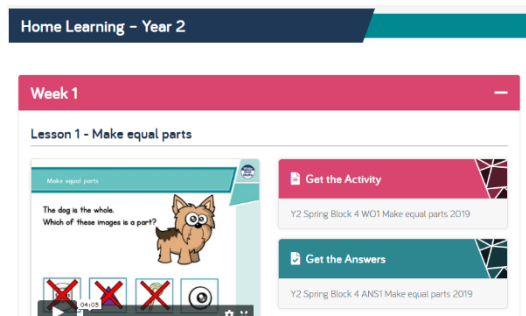 Home Learning – Year 2
Week 1
Lesson 1 - Make equal parts
Make equal parts
The dog is the whole.
Which of these images is a part?
04:05
Get the Activity
Y2 Spring Block 4 WO1 Make equal parts 2019
Get the Answers
Y2 Spring Block 4 ANS1 Make equal parts 2019